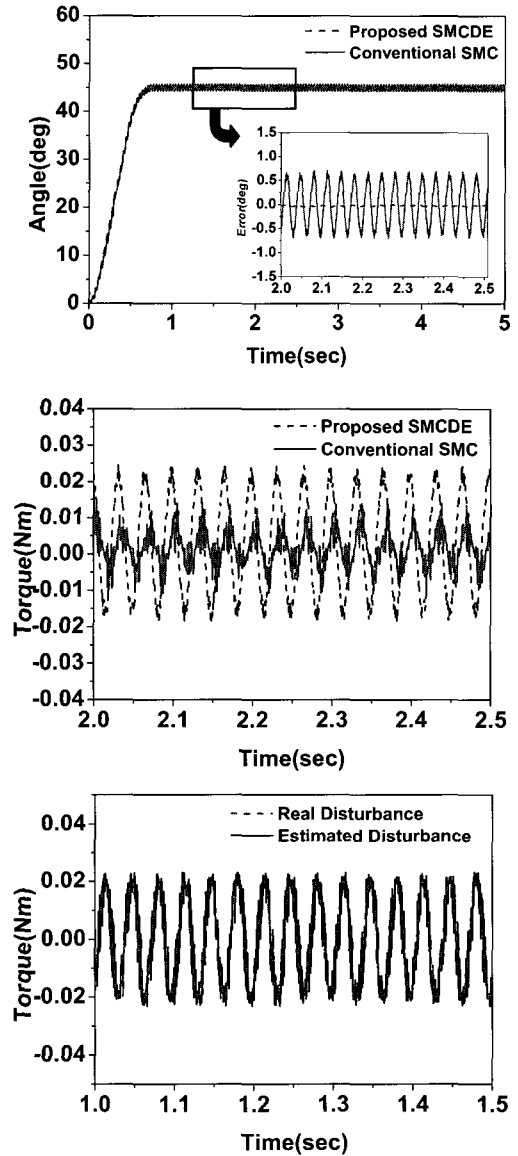 60
50
40
30
20
10
0
Angle(deg)
Proposed SMCDE
Conventional SMC
1.5
1.0
0.5
0.0
-0.5
-1.0
-1.5
Error(deg)
2.0 2.1 2.2 2.3 2.4 2.5
0 1 2 3 4 5
Time(sec)
0.04
0.03
0.02
0.01
0.00
-0.01
-0.02
-0.03
-0.04
Torque(Nm)
Proposed SMCDE
Conventional SMC
2.0 2.1 2.2 2.3 2.4 2.5
Time(sec)
0.04
0.02
0.00
-0.02
-0.04
Torque(Nm)
Real Disturbance
Estimated Disturbance
1.0 1.1 1.2 1.3 1.4 1.5
Time(sec)